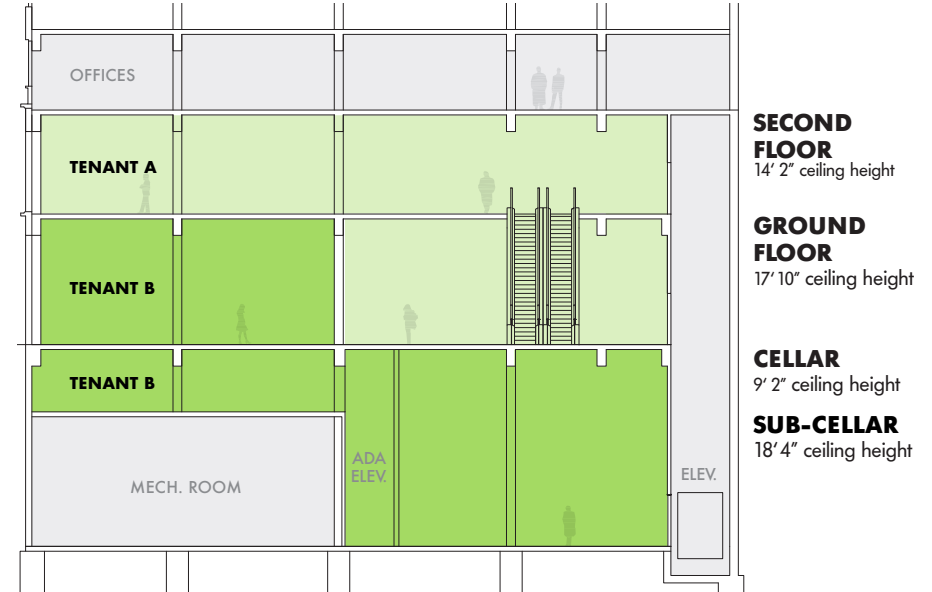 OFFICES
TENANT A
SECOND
FLOOR
14' 2" ceiling height
TENANT B
GROUND
FLOOR
17' 10" ceiling height
TENANT B
CELLAR
9' 2" ceiling height
SUB-CELLAR
18' 4" ceiling height
MECH. ROOM
ADA
ELEV.
ELEV.